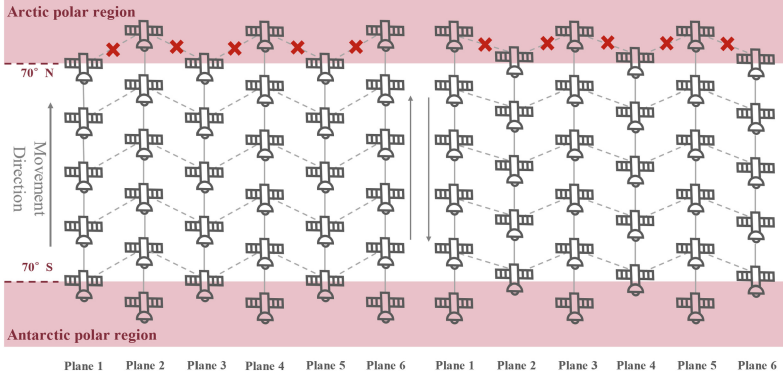 Arctic polar region
70° N
Movement
Direction
70° S
Antarctic polar region
Plane 1 Plane 2 Plane 3 Plane 4 Plane 5 Plane 6 Plane 1 Plane 2 Plane 3 Plane 4 Plane 5 Plane 6